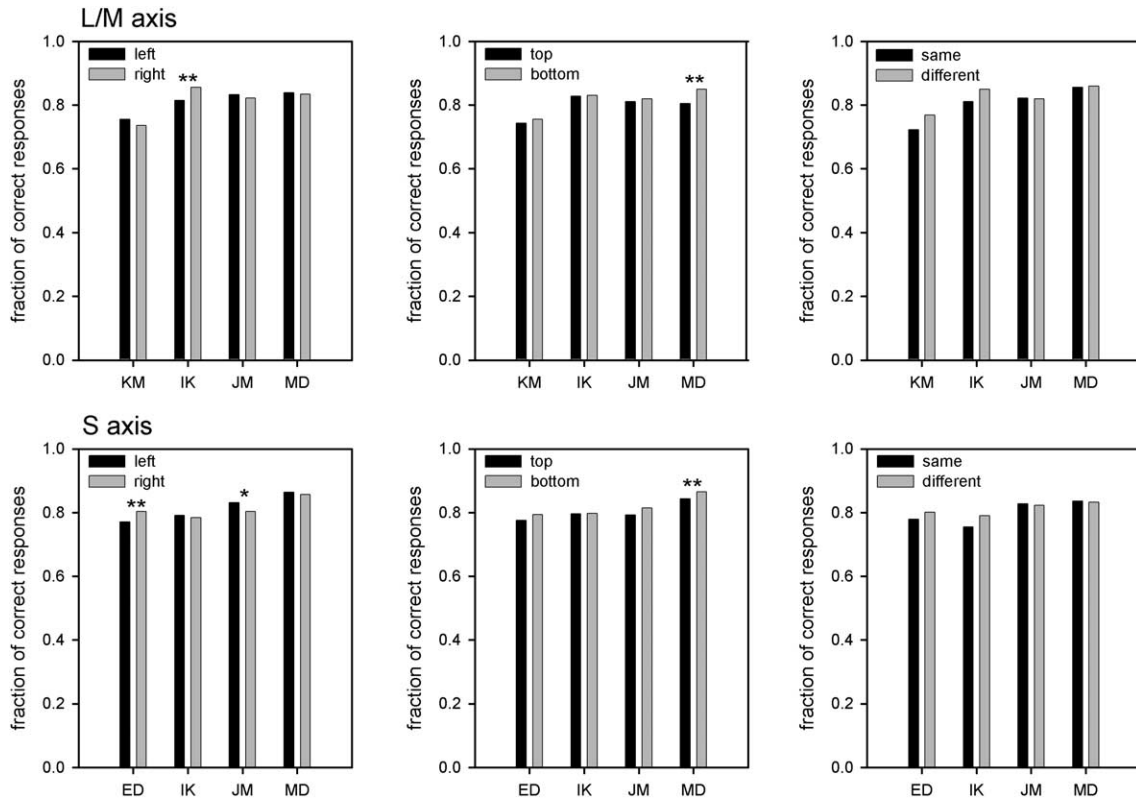 L/M axis
fraction of correct responses
1.0
0.8
0.6
0.4
0.2
0.0
left
right
**
KM IK JM MD
fraction of correct responses
1.0
0.8
0.6
0.4
0.2
0.0
top
bottom
**
KM IK JM MD
fraction of correct responses
1.0
0.8
0.6
0.4
0.2
0.0
same
different
KM IK JM MD
S axis
fraction of correct responses
1.0
0.8
0.6
0.4
0.2
0.0
left
right
** *
ED IK JM MD
fraction of correct responses
1.0
0.8
0.6
0.4
0.2
0.0
top
bottom
**
ED IK JM MD
fraction of correct responses
1.0
0.8
0.6
0.4
0.2
0.0
same
different
ED IK JM MD